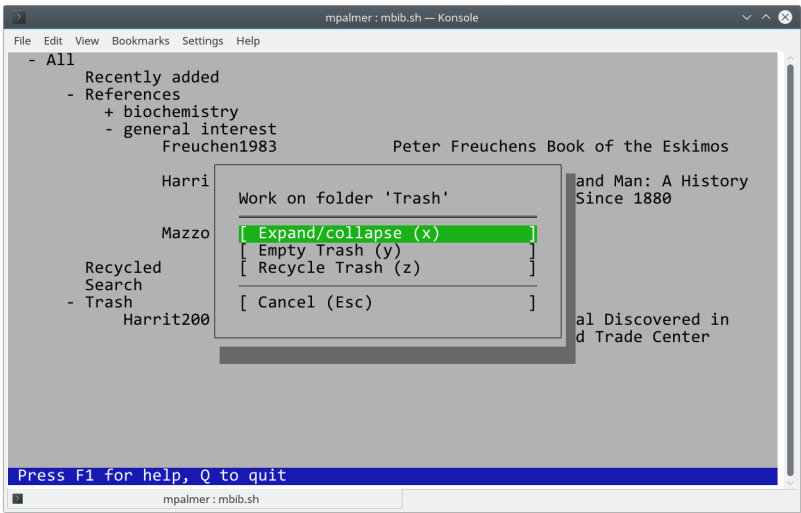 mpalmer : mbib.sh — Konsole
File Edit View Bookmarks Settings Help
- All
Recently added
- References
+ biochemistry
- general interest
Freuchen1983 Peter Freuchens Book of the Eskimos
Harri and Man: A History
Since 1880
Mazzo
Recycled
Search
- Trash
Harrit200 al Discovered in
d Trade Center
Work on folder 'Trash'
[ Expand/collapse (x) ]
[ Empty Trash (y) ]
[ Recycle Trash (z) ]
[ Cancel (Esc) ]
Press F1 for help, Q to quit
mpalmer : mbib.sh